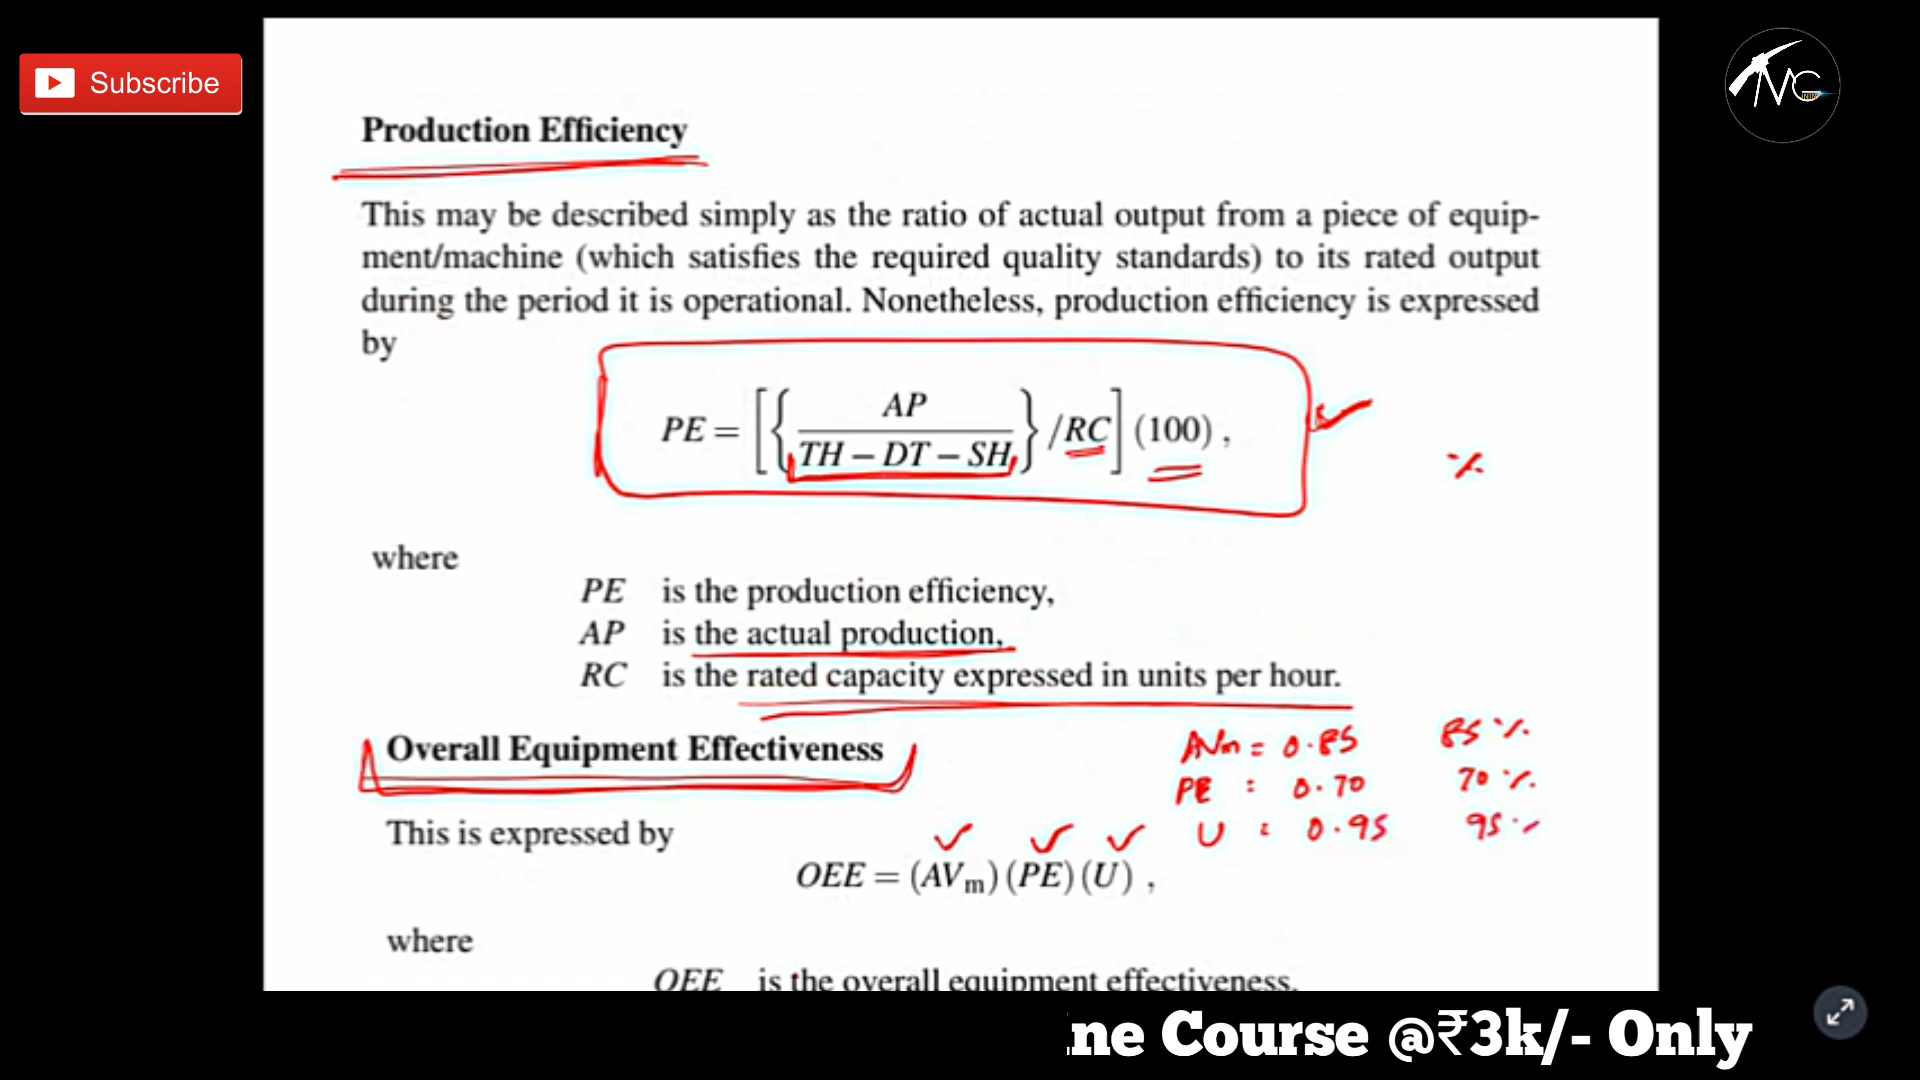 Subscribe
Production Efficiency
This may be described simply as the ratio of actual output from a piece of equip-
ment/machine (which satisfies the required quality standards) to its rated output
during the period it is operational. Nonetheless, production efficiency is expressed
by
PE = [{AP / TH – DT – SH} /RC] (100) ,
%
where
PE is the production efficiency,
AP is the actual production,
RC is the rated capacity expressed in units per hour.
Overall Equipment Effectiveness
AVm = 0.85 85 %
PE : 0.70 70 %
U : 0.95 95 %
This is expressed by
OEE = (AVm) (PE) (U) ,
where
OEE is the overall equipment effectiveness.
ne Course @₹3k/- Only